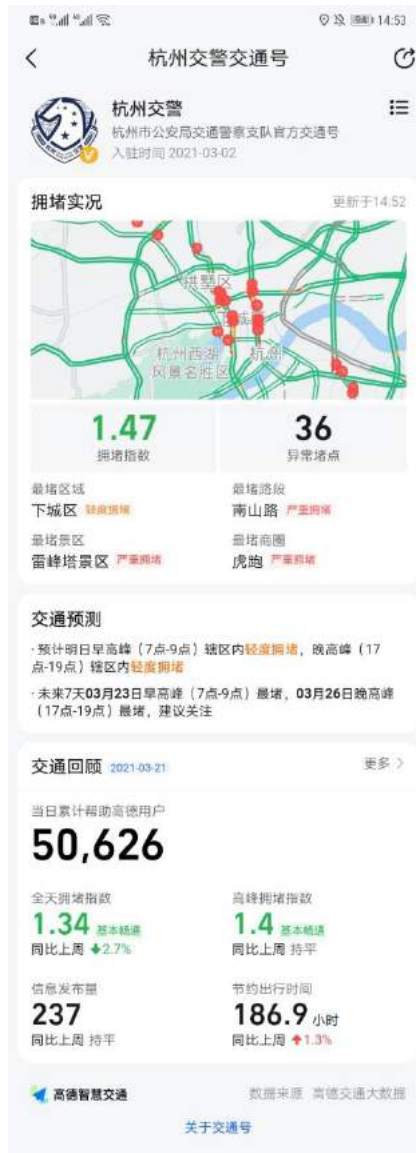 14:53
杭州交警交通号
杭州交警
杭州市公安局交通警察支队官方交通号
入驻时间 2021-03-02
拥堵实况 更新于14:52
拱墅区
杭州西湖 杭州
风景名胜区
1.47 36
拥堵指数 异常堵点
最堵区域 最堵路段
下城区 轻度拥堵 南山路 严重拥堵
最堵景区 最堵商圈
雷峰塔景区 严重拥堵 虎跑 严重拥堵
交通预测
·预计明日早高峰（7点-9点）辖区内轻度拥堵，晚高峰（17
点-19点）辖区内轻度拥堵
·未来7天03月23日早高峰（7点-9点）最堵，03月26日晚高峰
（17点-19点）最堵，建议关注
交通回顾 2021-03-21 更多
当日累计帮助高德用户
50,626
全天拥堵指数 高峰拥堵指数
1.34 基本畅通 1.4 基本畅通
同比上周 2.7% 同比上周 持平
信息发布量 节约出行时间
237 186.9 小时
同比上周 持平 同比上周 1.3%
高德智慧交通 数据来源 高德交通大数据
关于交通号